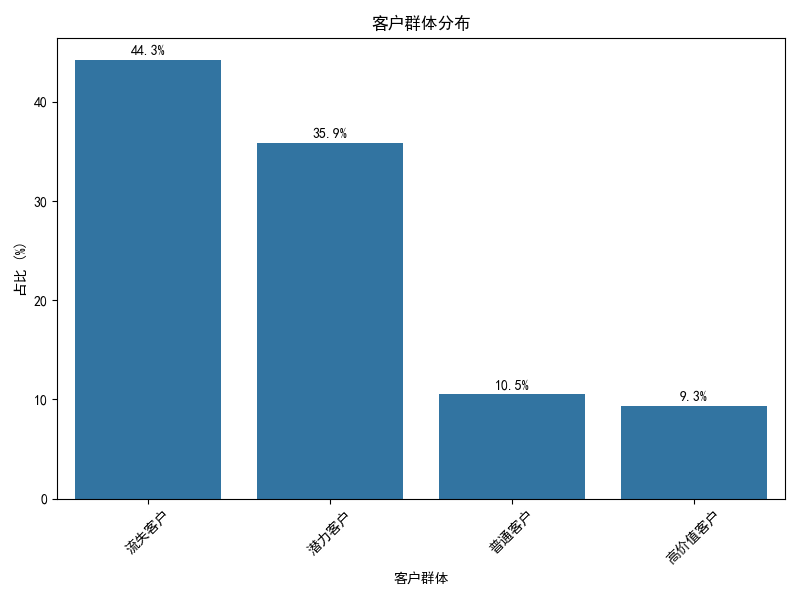 客户群体分布
44.3%
35.9%
10.5%
9.3%
占比 (%)
40
30
20
10
0
流失客户
潜力客户
普通客户
高价值客户
客户群体